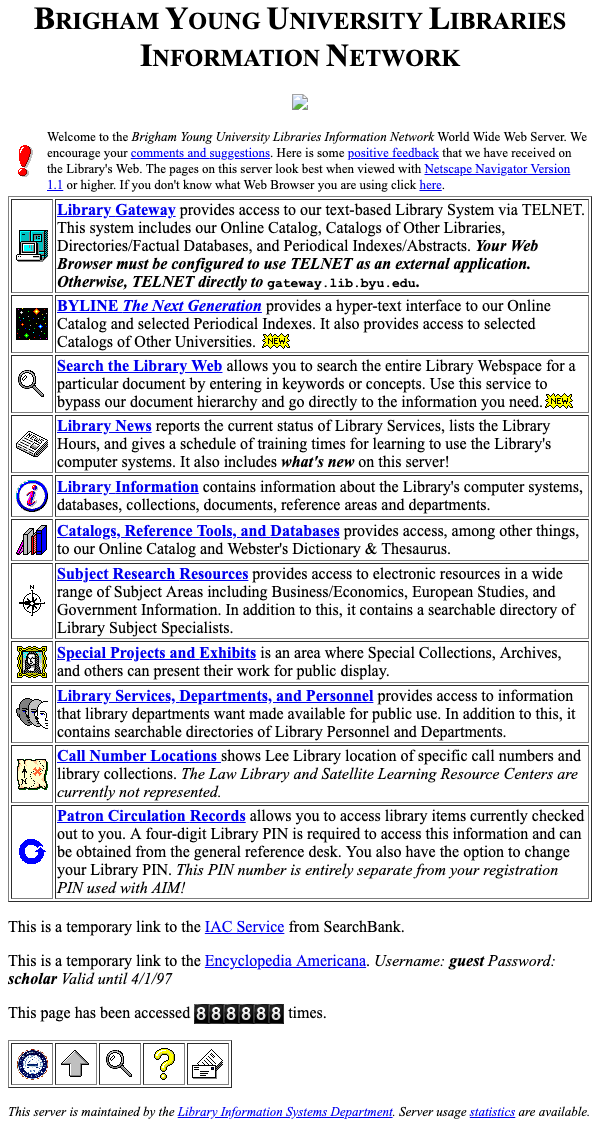 BRIGHAM YOUNG UNIVERSITY LIBRARIES
INFORMATION NETWORK
Welcome to the Brigham Young University Libraries Information Network World Wide Web Server. We
encourage your comments and suggestions. Here is some positive feedback that we have received on
the Library's Web. The pages on this server look best when viewed with Netscape Navigator Version
1.1 or higher. If you don't know what Web Browser you are using click here.
Library Gateway provides access to our text-based Library System via TELNET.
This system includes our Online Catalog, Catalogs of Other Libraries,
Directories/Factual Databases, and Periodical Indexes/Abstracts. Your Web
Browser must be configured to use TELNET as an external application.
Otherwise, TELNET directly to gateway.lib.byu.edu.
BYLINE The Next Generation provides a hyper-text interface to our Online
Catalog and selected Periodical Indexes. It also provides access to selected
Catalogs of Other Universities. NEW
Search the Library Web allows you to search the entire Library Webspace for a
particular document by entering in keywords or concepts. Use this service to
bypass our document hierarchy and go directly to the information you need. NEW
Library News reports the current status of Library Services, lists the Library
Hours, and gives a schedule of training times for learning to use the Library's
computer systems. It also includes what's new on this server!
Library Information contains information about the Library's computer systems,
databases, collections, documents, reference areas and departments.
Catalogs, Reference Tools, and Databases provides access, among other things,
to our Online Catalog and Webster's Dictionary & Thesaurus.
N
Subject Research Resources provides access to electronic resources in a wide
range of Subject Areas including Business/Economics, European Studies, and
Government Information. In addition to this, it contains a searchable directory of
Library Subject Specialists.
Special Projects and Exhibits is an area where Special Collections, Archives,
and others can present their work for public display.
Library Services, Departments, and Personnel provides access to information
that library departments want made available for public use. In addition to this, it
contains searchable directories of Library Personnel and Departments.
Call Number Locations shows Lee Library location of specific call numbers and
library collections. The Law Library and Satellite Learning Resource Centers are
currently not represented.
Patron Circulation Records allows you to access library items currently checked
out to you. A four-digit Library PIN is required to access this information and can
be obtained from the general reference desk. You also have the option to change
your Library PIN. This PIN number is entirely separate from your registration
PIN used with AIM!
This is a temporary link to the IAC Service from SearchBank.
This is a temporary link to the Encyclopedia Americana. Username: guest Password:
scholar Valid until 4/1/97
This page has been accessed 888888 times.
This server is maintained by the Library Information Systems Department. Server usage statistics are available.